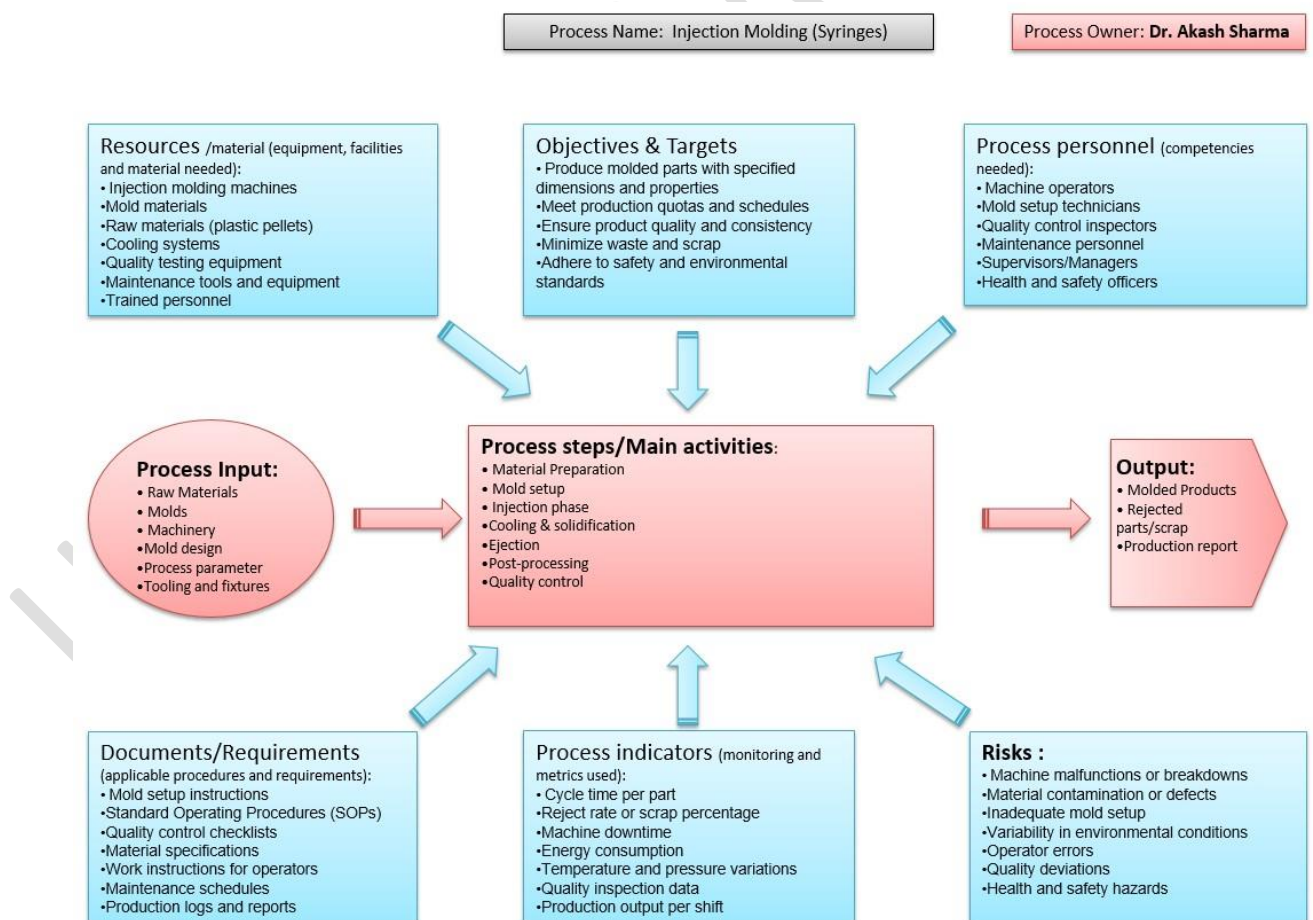 Process Name: Injection Molding (Syringes)
Process Owner: Dr. Akash Sharma
Resources /material (equipment, facilities
and material needed):
• Injection molding machines
•Mold materials
•Raw materials (plastic pellets)
•Cooling systems
•Quality testing equipment
•Maintenance tools and equipment
•Trained personnel
Objectives & Targets
• Produce molded parts with specified
dimensions and properties
•Meet production quotas and schedules
•Ensure product quality and consistency
•Minimize waste and scrap
•Adhere to safety and environmental
standards
Process personnel (competencies
needed):
• Machine operators
•Mold setup technicians
•Quality control inspectors
•Maintenance personnel
•Supervisors/Managers
•Health and safety officers
Process Input:
• Raw Materials
• Molds
• Machinery
•Mold design
•Process parameter
•Tooling and fixtures
Process steps/Main activities:
• Material Preparation
• Mold setup
• Injection phase
•Cooling & solidification
•Ejection
•Post-processing
•Quality control
Output:
• Molded Products
• Rejected
parts/scrap
•Production report
Documents/Requirements
(applicable procedures and requirements):
• Mold setup instructions
•Standard Operating Procedures (SOPs)
•Quality control checklists
•Material specifications
•Work instructions for operators
•Maintenance schedules
•Production logs and reports
Process indicators (monitoring and
metrics used):
• Cycle time per part
•Reject rate or scrap percentage
•Machine downtime
•Energy consumption
•Temperature and pressure variations
•Quality inspection data
•Production output per shift
Risks :
• Machine malfunctions or breakdowns
•Material contamination or defects
•Inadequate mold setup
•Variability in environmental conditions
•Operator errors
•Quality deviations
•Health and safety hazards